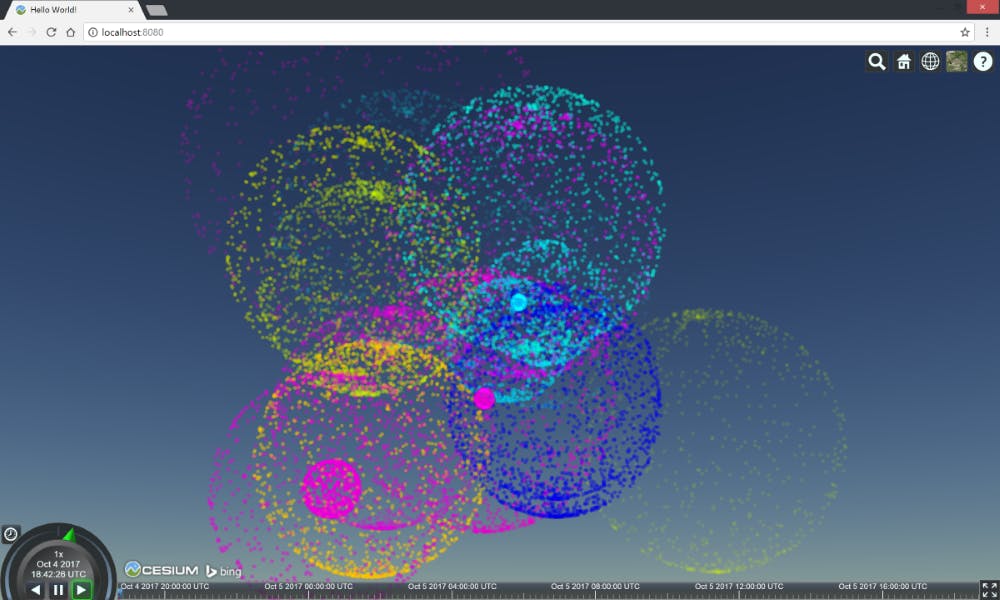 Hello World!
localhost:8080
?
1x
Oct 4 2017
18:42:28 UTC
CESIUM bing
Oct 4 2017 20:00:00 UTC
Oct 5 2017 00:00:00 UTC
Oct 5 2017 04:00:00 UTC
Oct 5 2017 08:00:00 UTC
Oct 5 2017 12:00:00 UTC
Oct 5 2017 16:00:00 UTC